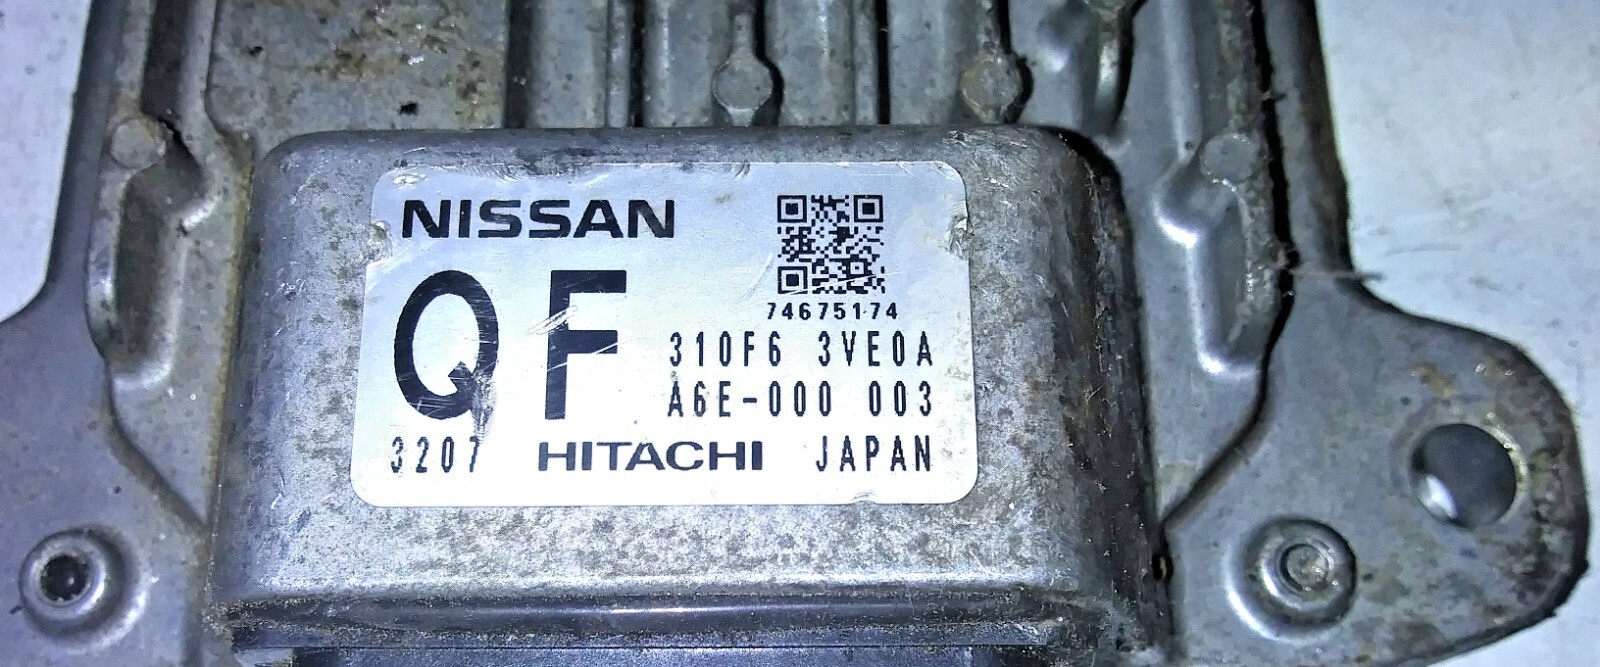 NISSAN
QF
74675174
310F6 3VE0A
A6E-000 003
3207 HITACHI JAPAN